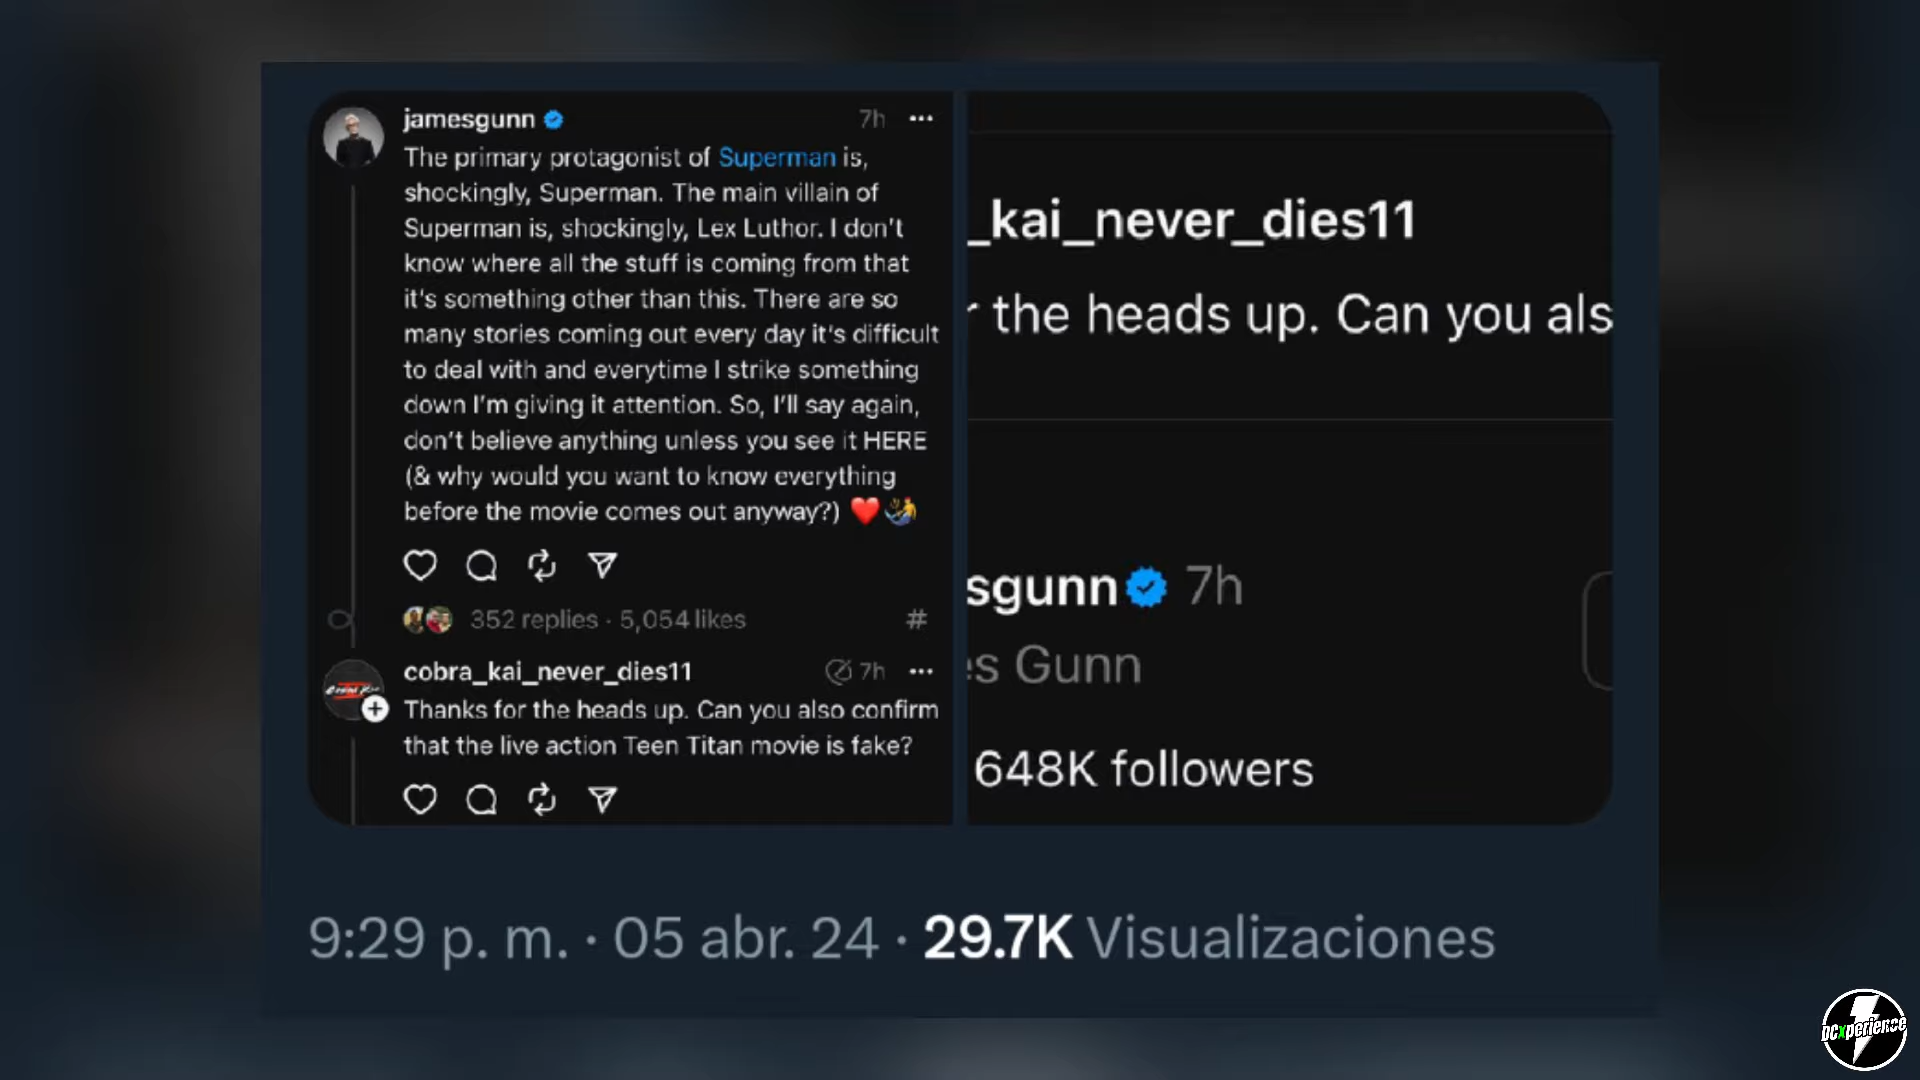 jamesgunn 7h
The primary protagonist of Superman is,
shockingly, Superman. The main villain of
Superman is, shockingly, Lex Luthor. I don't
know where all the stuff is coming from that
it's something other than this. There are so
many stories coming out every day it's difficult
to deal with and everytime I strike something
down I'm giving it attention. So, I'll say again,
don't believe anything unless you see it HERE
(& why would you want to know everything
before the movie comes out anyway?) ❤️🧜‍♂️
352 replies · 5,054 likes #
cobra_kai_never_dies11 7h
Thanks for the heads up. Can you also confirm
that the live action Teen Titan movie is fake?
_kai_never_dies11
r the heads up. Can you als
sgunn 7h
es Gunn
648K followers
9:29 p. m. · 05 abr. 24 · 29.7K Visualizaciones
DCxperience